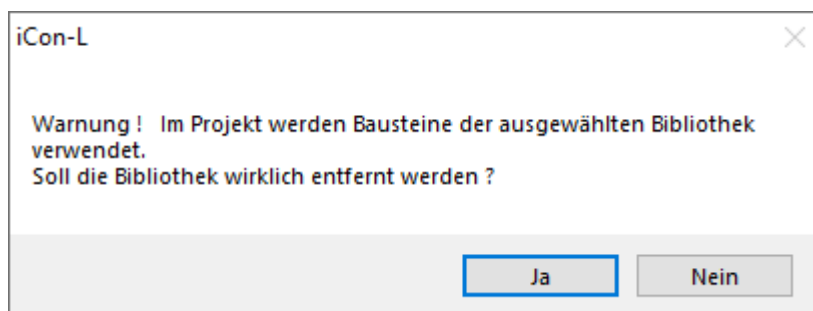 iCon-L
Warnung !   Im Projekt werden Bausteine der ausgewählten Bibliothek
verwendet.
Soll die Bibliothek wirklich entfernt werden ?
Ja
Nein